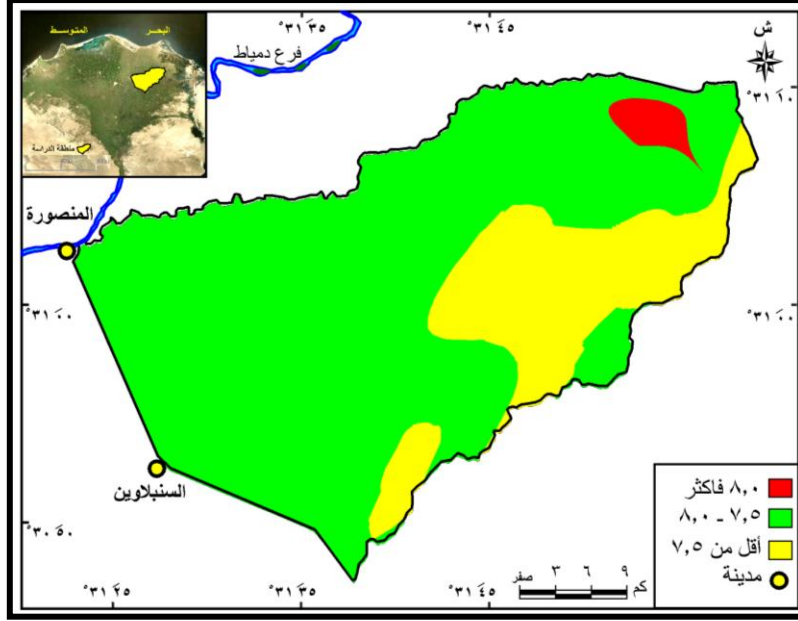 البحر المتوسط
منطقة الدراسة
فرع دمياط
ش
°٣١ ٣٥
°٣١ ٤٥
°٣١ ١٠
°٣١ ١٠
المنصورة
°٣١ ٠٠
°٣١ ٠٠
السنبلاوين
°٣٠ ٥٠
°٣١ ٢٥
°٣١ ٣٥
°٣١ ٤٥
صفر ٣ ٦ ٩
كم
٨,٠ فاكثر
٧,٥ - ٨,٠
أقل من ٧,٥
مدينة